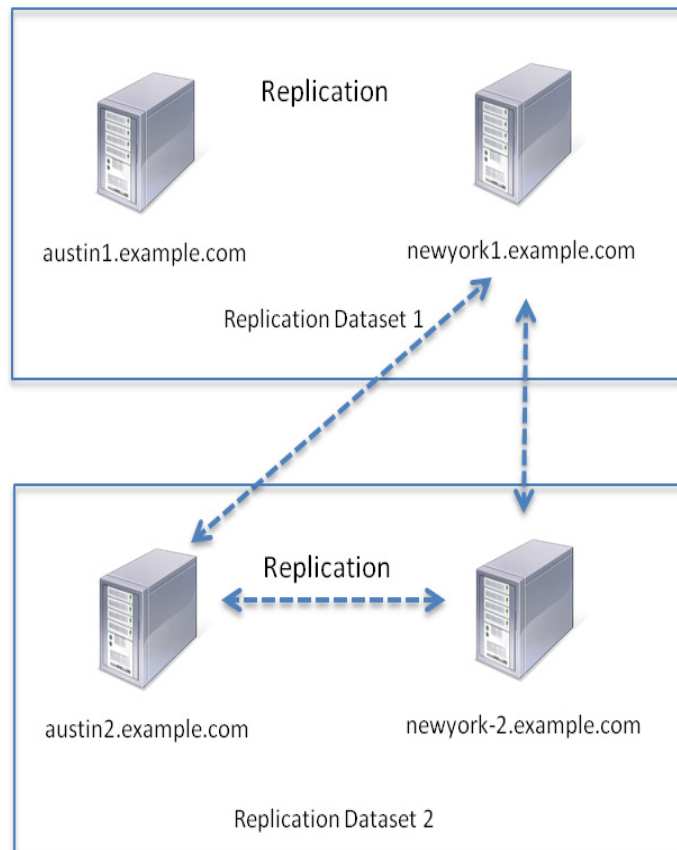 Replication
austin1.example.com
newyork1.example.com
Replication Dataset 1
Replication
austin2.example.com
newyork-2.example.com
Replication Dataset 2